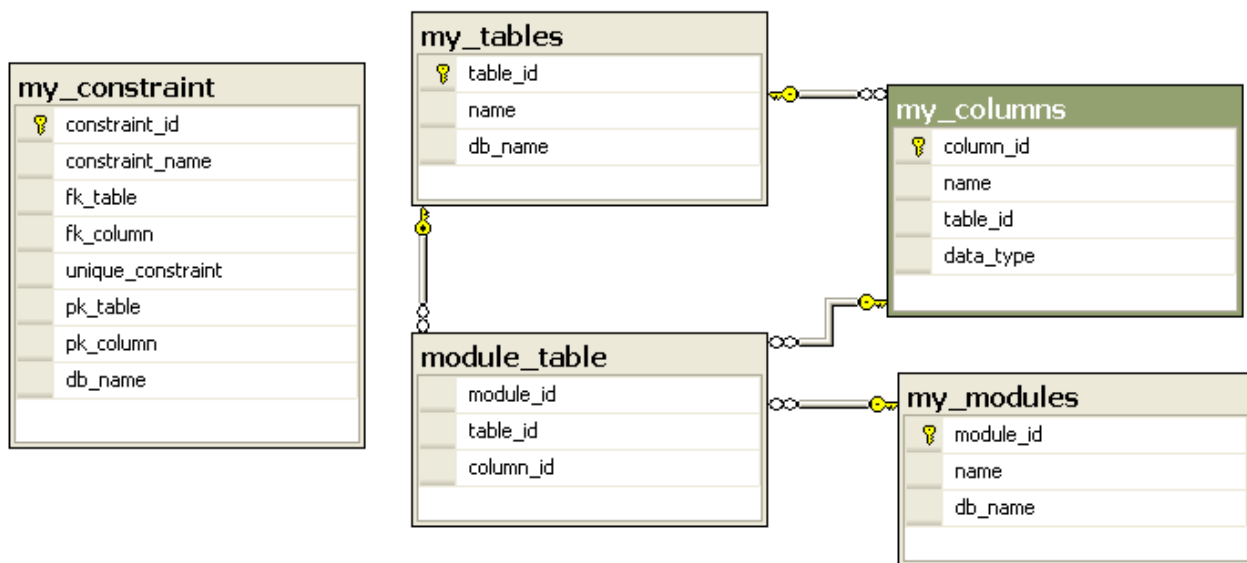 my_constraint
constraint_id
constraint_name
fk_table
fk_column
unique_constraint
pk_table
pk_column
db_name
my_tables
table_id
name
db_name
my_columns
column_id
name
table_id
data_type
module_table
module_id
table_id
column_id
my_modules
module_id
name
db_name